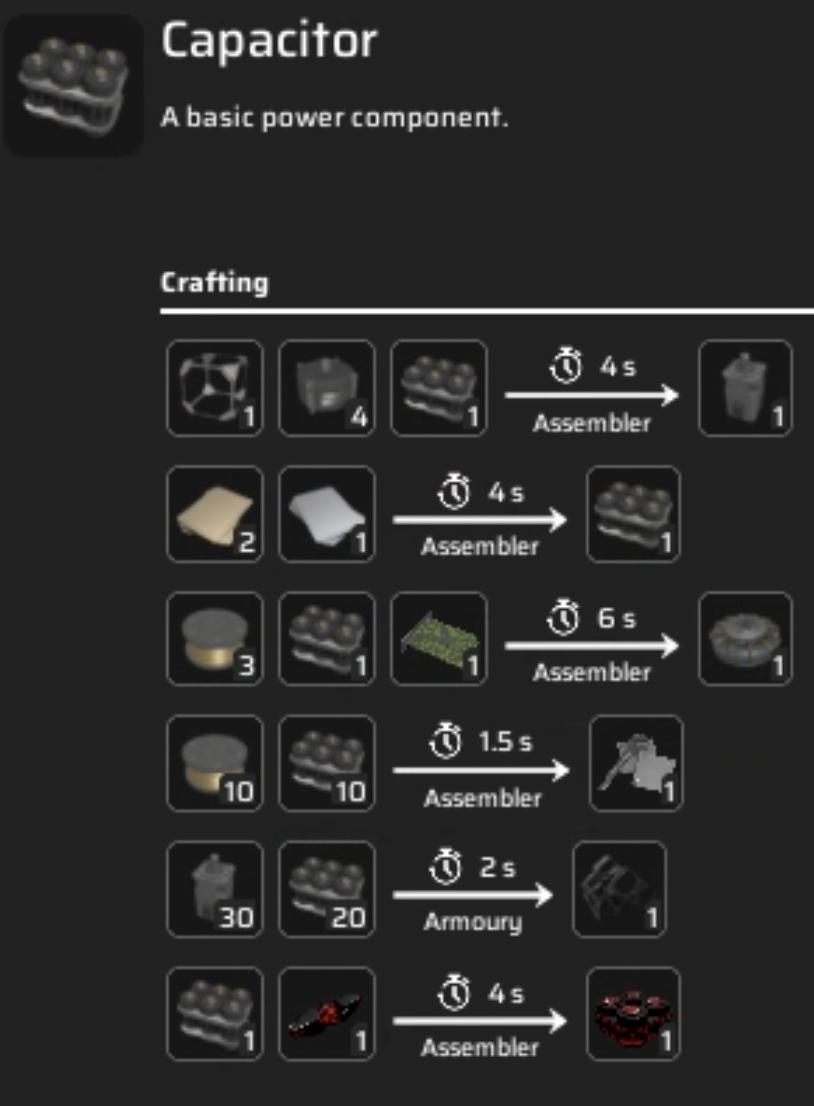 Capacitor
A basic power component.
Crafting
1 4 1 4 s Assembler 1
2 1 4 s Assembler 1
3 1 1 6 s Assembler 1
10 10 1.5 s Assembler 1
30 20 2 s Armoury 1
1 1 4 s Assembler 1